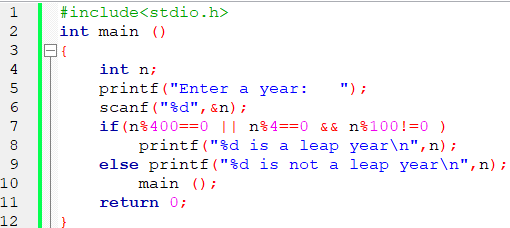 1 #include<stdio.h>
2 int main ()
3 {
4     int n;
5     printf("Enter a year:   ");
6     scanf("%d",&n);
7     if(n%400==0 || n%4==0 && n%100!=0 )
8         printf("%d is a leap year\n",n);
9     else printf("%d is not a leap year\n",n);
10         main ();
11     return 0;
12 }